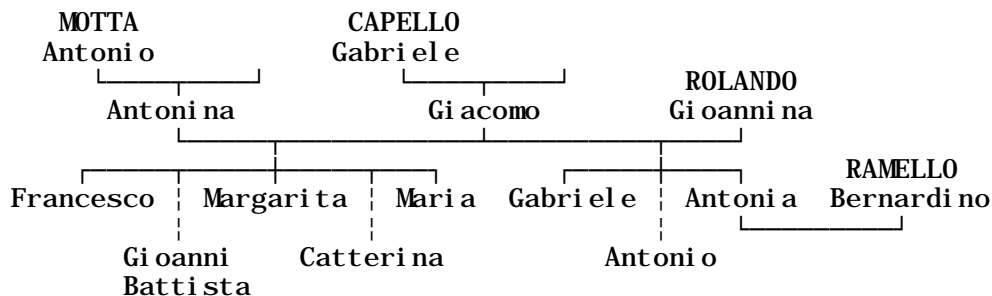 MOTTA CAPELLO
Antonio Gabriele
ROLANDO
Antonina Giacomo Gioannina
RAMELLO
Francesco Margarita Maria Gabriele Antonia Bernardino
Gioanni Catterina Antonio
Battista